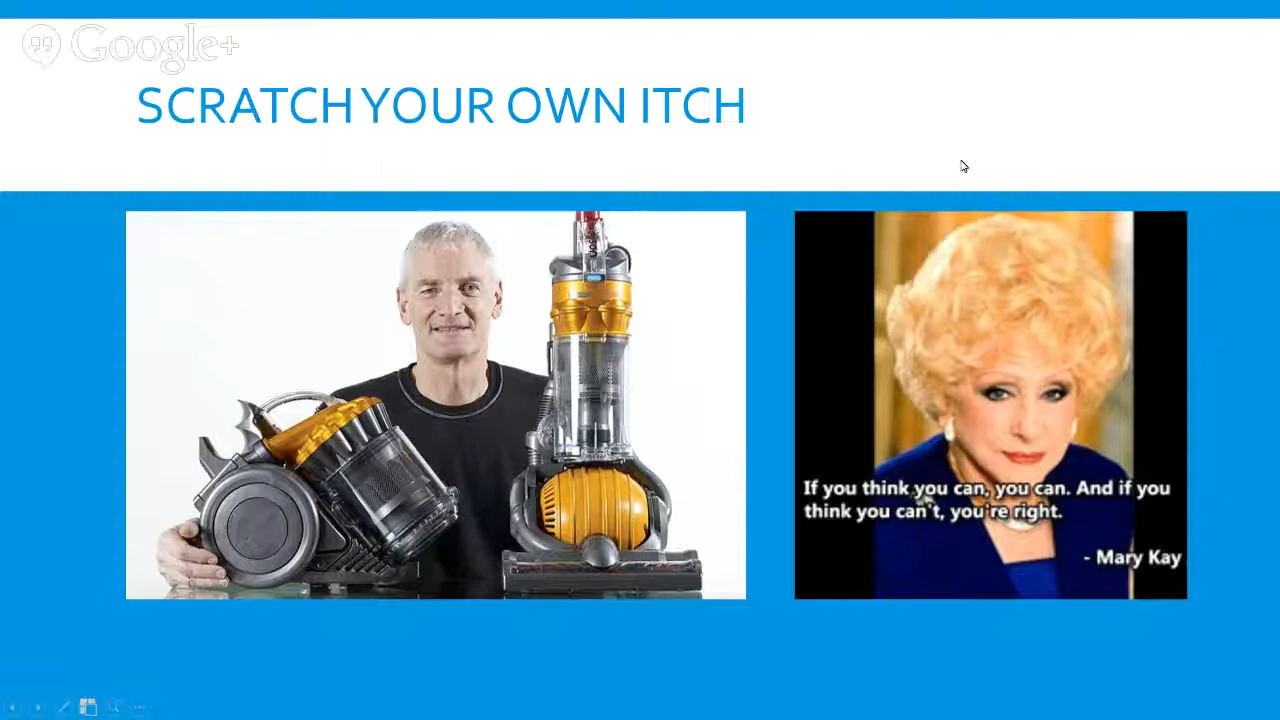 Google+
SCRATCH YOUR OWN ITCH
dyson
If you think you can, you can. And if you
think you can't, you're right.
- Mary Kay